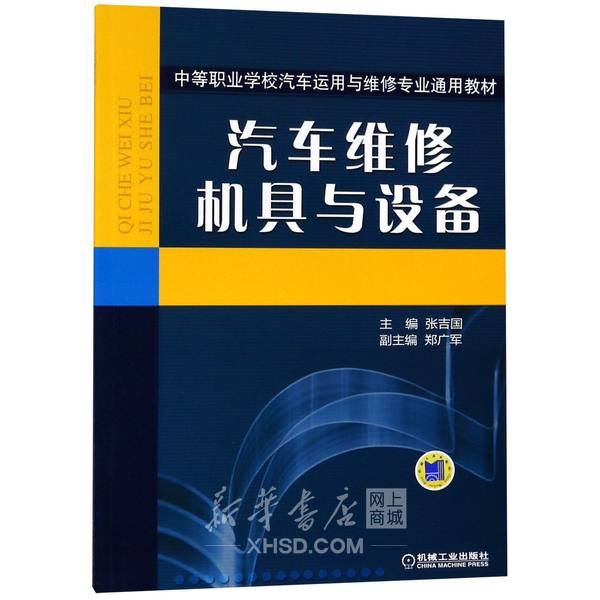 中等职业学校汽车运用与维修专业通用教材
QI CHE WEI XIU
JI JU YU SHE BEI
汽车维修
机具与设备
主 编 张吉国
副主编 郑广军
新华书店
网上
商城
XHSD.COM
机械工业出版社
CHINA MACHINE PRESS